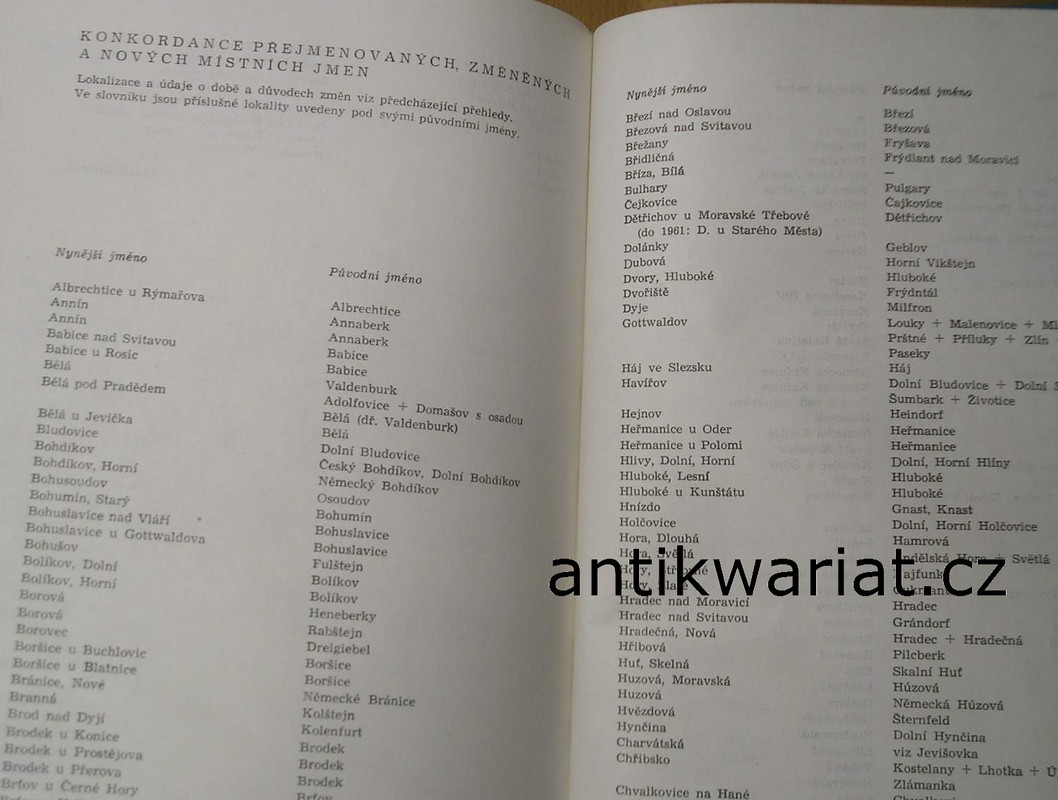 KONKORDANCE PŘEJMENOVANÝCH, ZMĚNĚNÝCH
A NOVÝCH MÍSTNÍCH JMEN
Lokalizace a údaje o době a důvodech změn viz předcházející přehledy.
Ve slovníku jsou příslušné lokality uvedeny pod svými původními jmény.
Nynější jméno Původní jméno
Albrechtice u Rýmařova Albrechtice
Annín Annaberk
Annín Annaberk
Babice nad Svitavou Babice
Babice u Rosic Babice
Bělá Valdenburk
Bělá pod Pradědem Adolfovice + Domašov s osadou
Bělá (dř. Valdenburk)
Bělá u Jevíčka Bělá
Bludovice Dolní Bludovice
Bohdíkov Český Bohdíkov, Dolní Bohdíkov
Bohdíkov, Horní Německý Bohdíkov
Bohusoudov Osoudov
Bohumín, Starý Bohumín
Bohuslavice nad Vláří Bohuslavice
Bohuslavice u Gottwaldova Bohuslavice
Bohušov Fulštejn
Bolíkov, Dolní Bolíkov
Bolíkov, Horní Bolíkov
Borová Heneberky
Borová Rabštejn
Borovec Dreigiebel
Boršice u Buchlovic Boršice
Boršice u Blatnice Boršice
Bránice, Nové Německé Bránice
Branná Kolštejn
Brod nad Dyjí Kolenfurt
Brodek u Konice Brodek
Brodek u Prostějova Brodek
Brodek u Přerova Brodek
Brťov u Černé Hory Brťov
Nynější jméno Původní jméno
Březí nad Oslavou Březí
Březová nad Svitavou Březová
Břežany Fryšava
Břidličná Frýdlant nad Moravicí
Bříza, Bílá —
Bulhary Pulgary
Čejkovice Čajkovice
Dětřichov u Moravské Třebové Dětřichov
(do 1961: D. u Starého Města)
Dolánky Geblov
Dubová Horní Vikštejn
Dvory, Hluboké Hluboké
Dvořiště Frýdntál
Dyje Milfron
Gottwaldov Louky + Malenovice +
Prštné + Příluky + Zlín +
Paseky
Háj ve Slezsku Háj
Havířov Dolní Bludovice + Dolní
Šumbark + Životice
Hejnov Heindorf
Heřmanice u Oder Heřmanice
Heřmanice u Polomi Heřmanice
Hlivy, Dolní, Horní Dolní, Horní Hlíny
Hluboké, Lesní Hluboké
Hluboké u Kunštátu Hluboké
Hnízdo Gnast, Knast
Holčovice Dolní, Horní Holčovice
Hora, Dlouhá Hamrová
Hora, Světlá Hora + Světlá
Hory,
Hory,
Hradec nad Moravicí Hradec
Hradec nad Svitavou Grándorf
Hradečná, Nová Hradec + Hradečná
Hřibová Pilcberk
Huť, Skelná Skalní Huť
Huzová, Moravská Húzová
Huzová Německá Húzová
Hvězdová Šternfeld
Hynčina Dolní Hynčina
Charvátská viz Jevišovka
Chřibsko Kostelany + Lhotka +
Zlámanka
Chvalkovice na Hané
antikwariat.cz